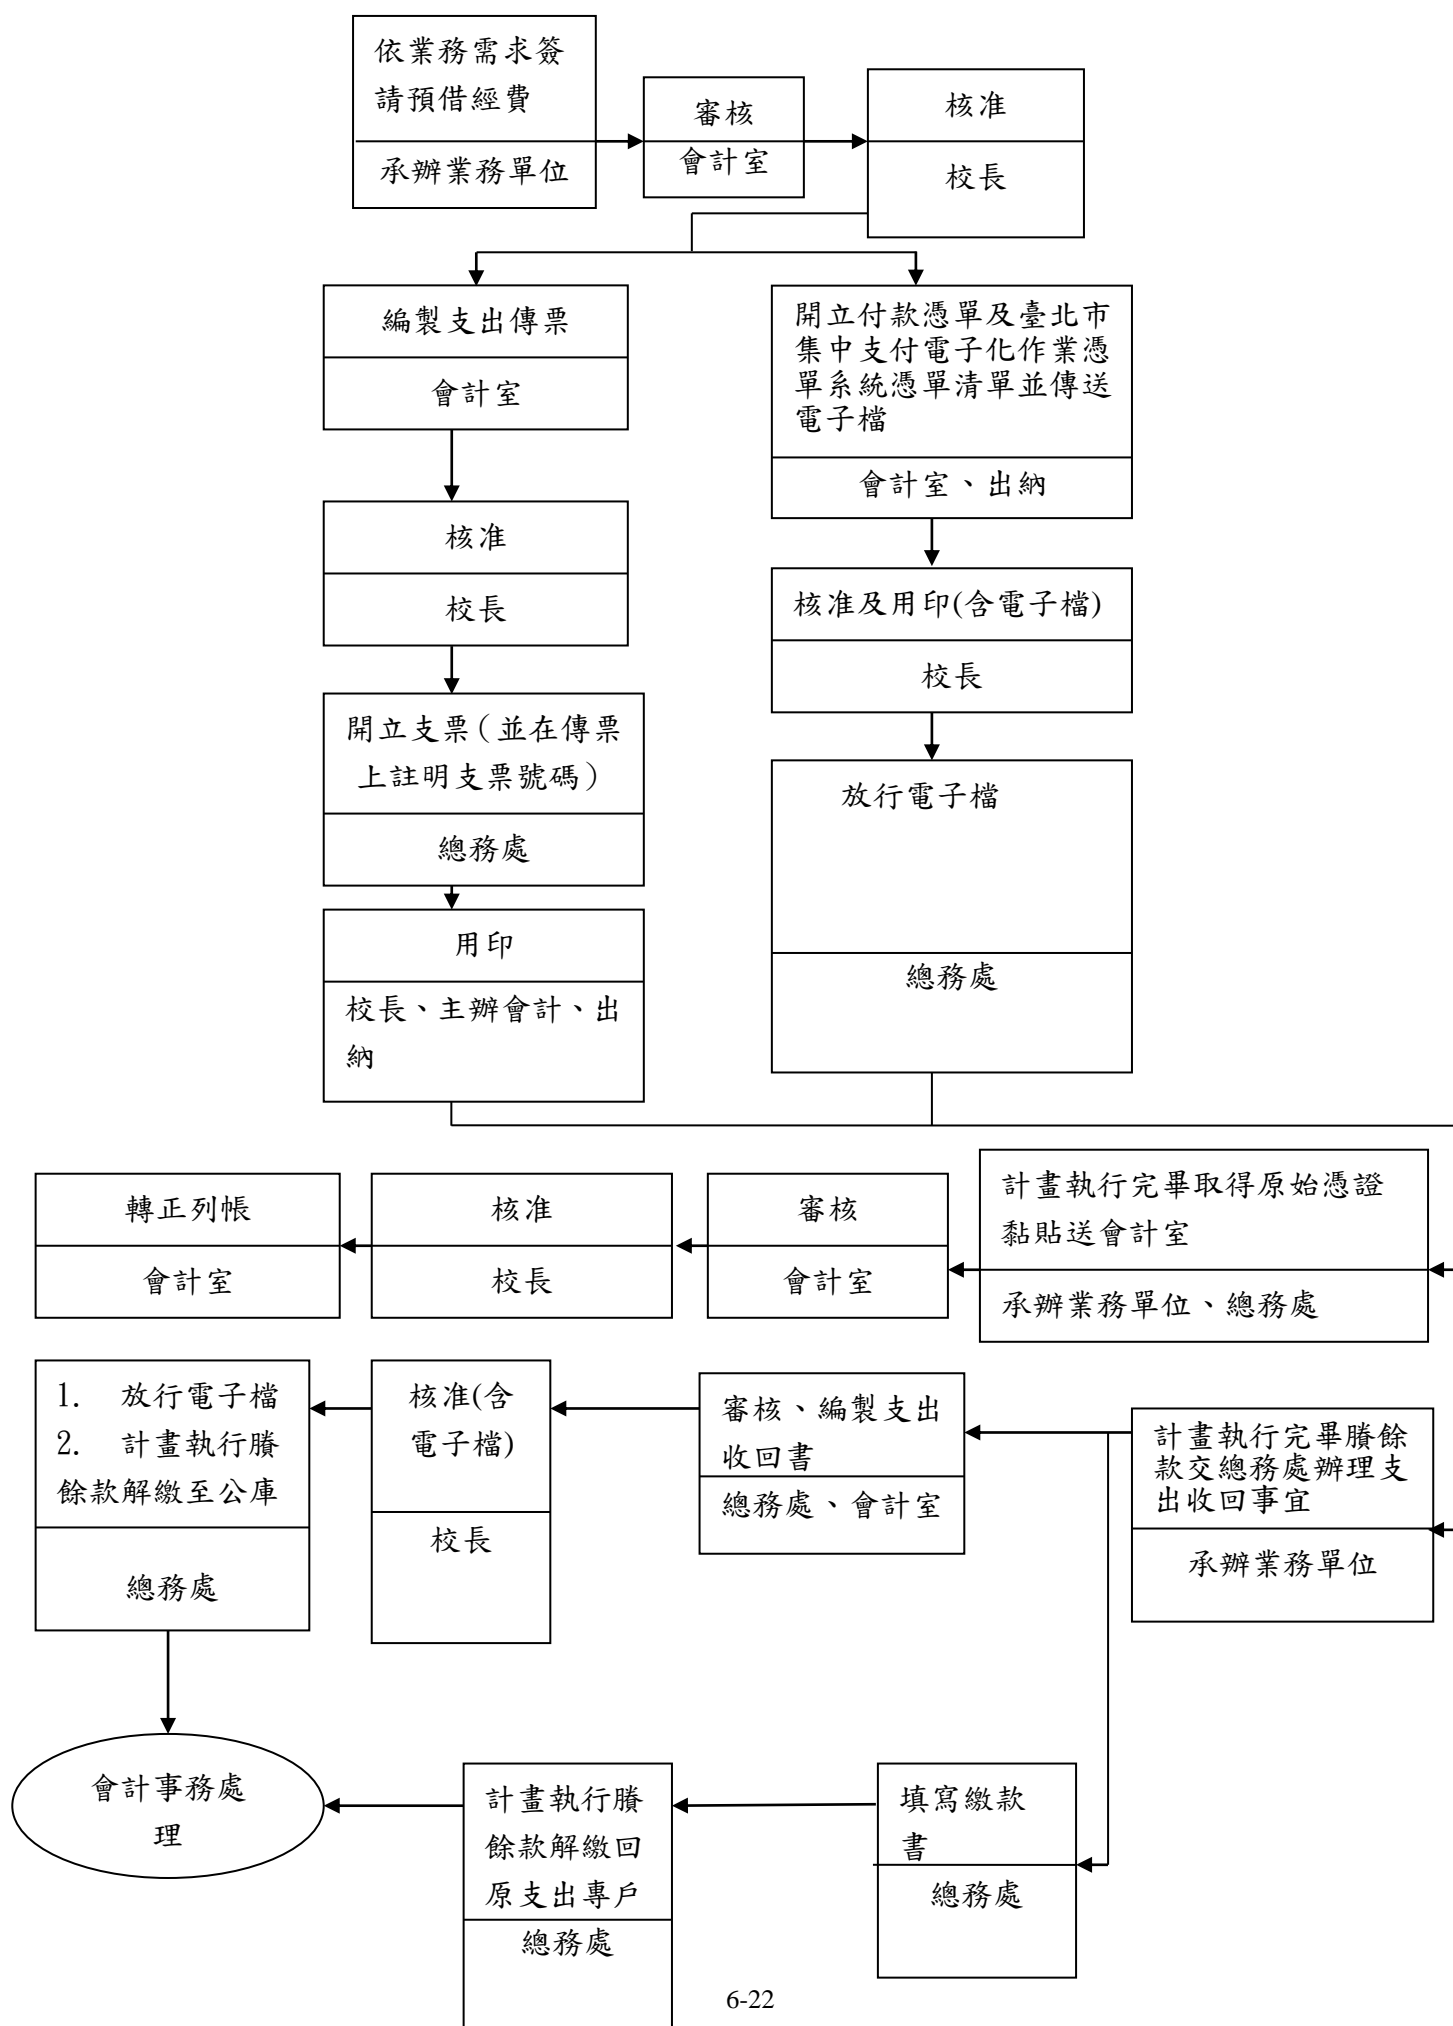 依業務需求簽
請預借經費
承辦業務單位
審核
會計室
核准
校長
編製支出傳票
會計室
核准
校長
開立支票（並在傳票
上註明支票號碼）
總務處
用印
校長、主辦會計、出
納
開立付款憑單及臺北市
集中支付電子化作業憑
單系統憑單清單並傳送
電子檔
會計室、出納
核准及用印(含電子檔)
校長
放行電子檔
總務處
計畫執行完畢取得原始憑證
黏貼送會計室
承辦業務單位、總務處
審核
會計室
核准
校長
轉正列帳
會計室
計畫執行完畢賸餘
款交總務處辦理支
出收回事宜
承辦業務單位
審核、編製支出
收回書
總務處、會計室
核准(含
電子檔)
校長
1. 放行電子檔
2. 計畫執行賸
餘款解繳至公庫
總務處
填寫繳款
書
總務處
計畫執行賸
餘款解繳回
原支出專戶
總務處
會計事務處
理
6-22